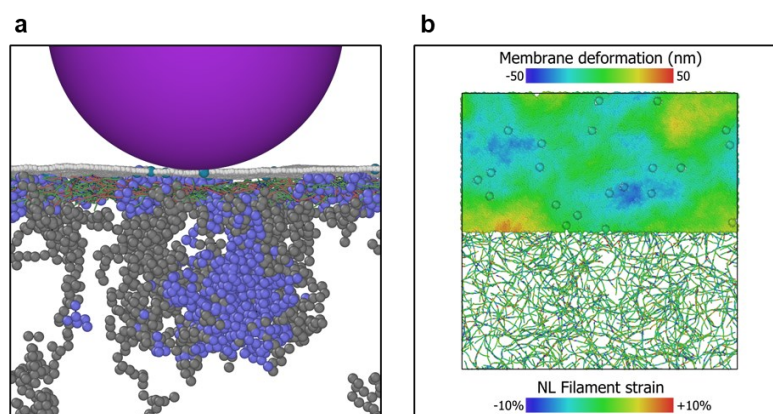 a
b
Membrane deformation (nm)
-50 50
NL Filament strain
-10% +10%